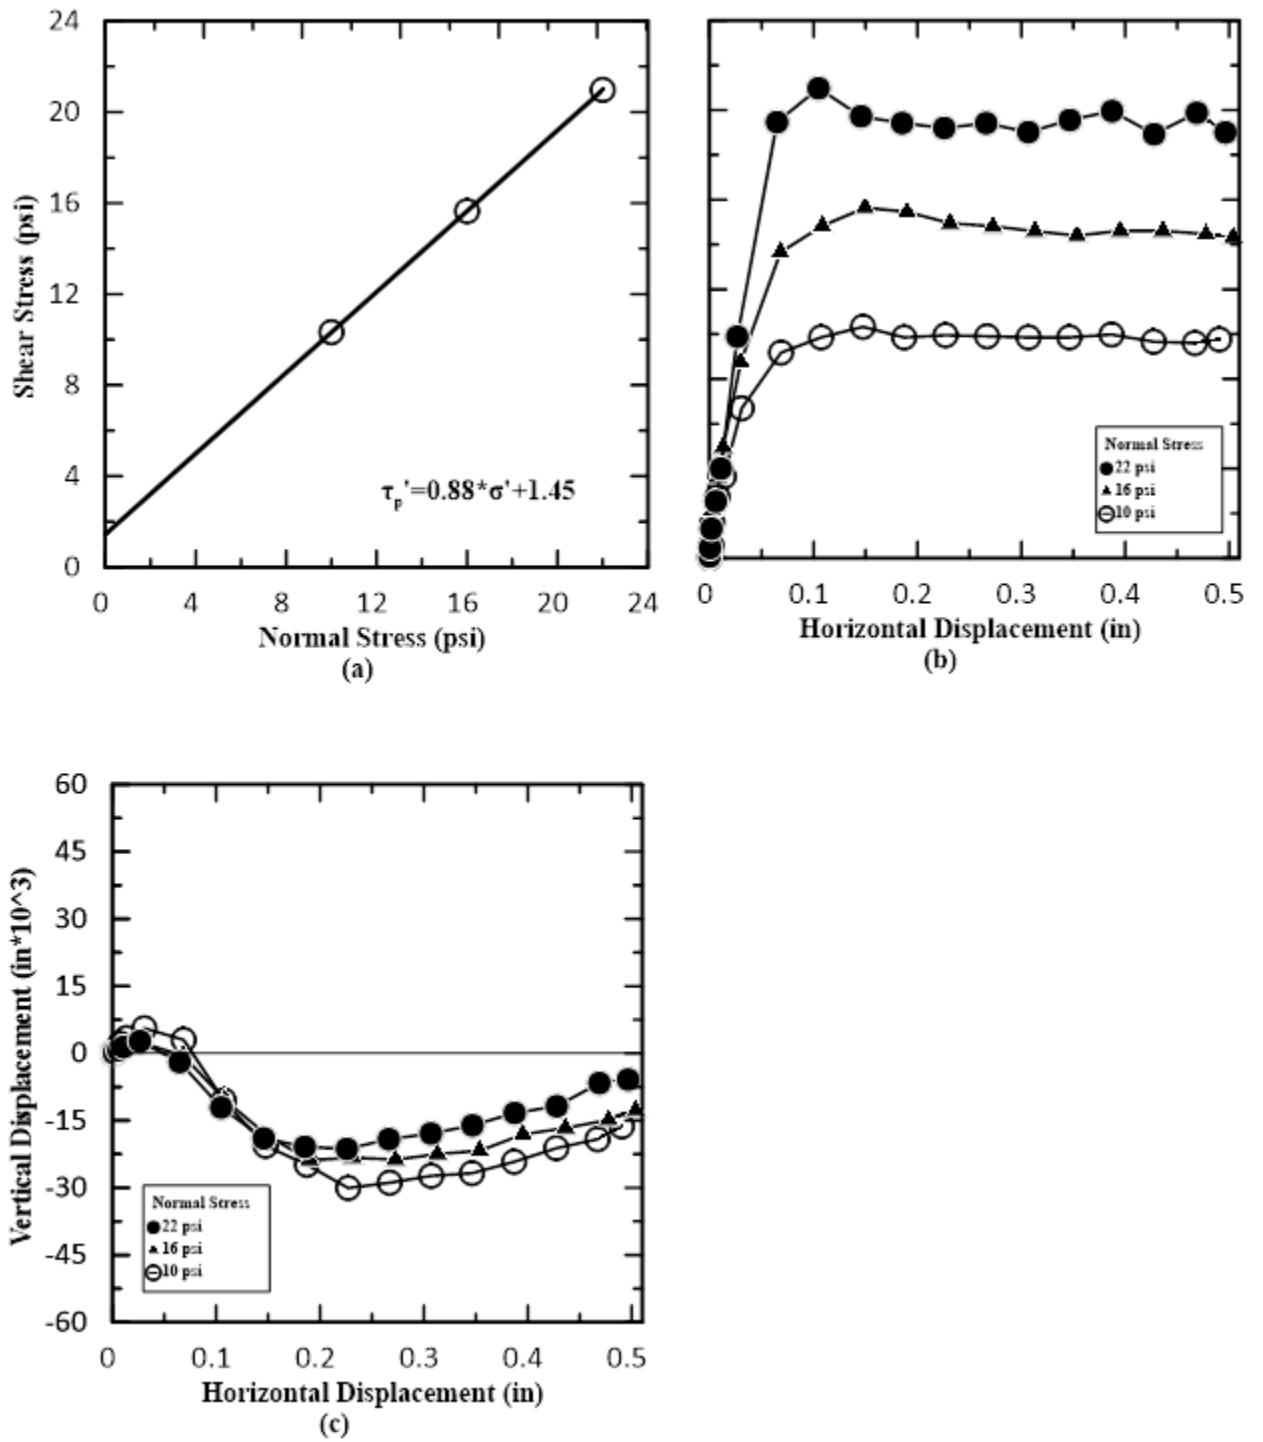 24
20
16
12
8
4
0
Shear Stress (psi)
τp'=0.88*σ'+1.45
0 4 8 12 16 20 24
Normal Stress (psi)
(a)
Normal Stress
22 psi
16 psi
10 psi
0 0.1 0.2 0.3 0.4 0.5
Horizontal Displacement (in)
(b)
60
45
30
15
0
-15
-30
-45
-60
Vertical Displacement (in*10^3)
Normal Stress
22 psi
16 psi
10 psi
0 0.1 0.2 0.3 0.4 0.5
Horizontal Displacement (in)
(c)